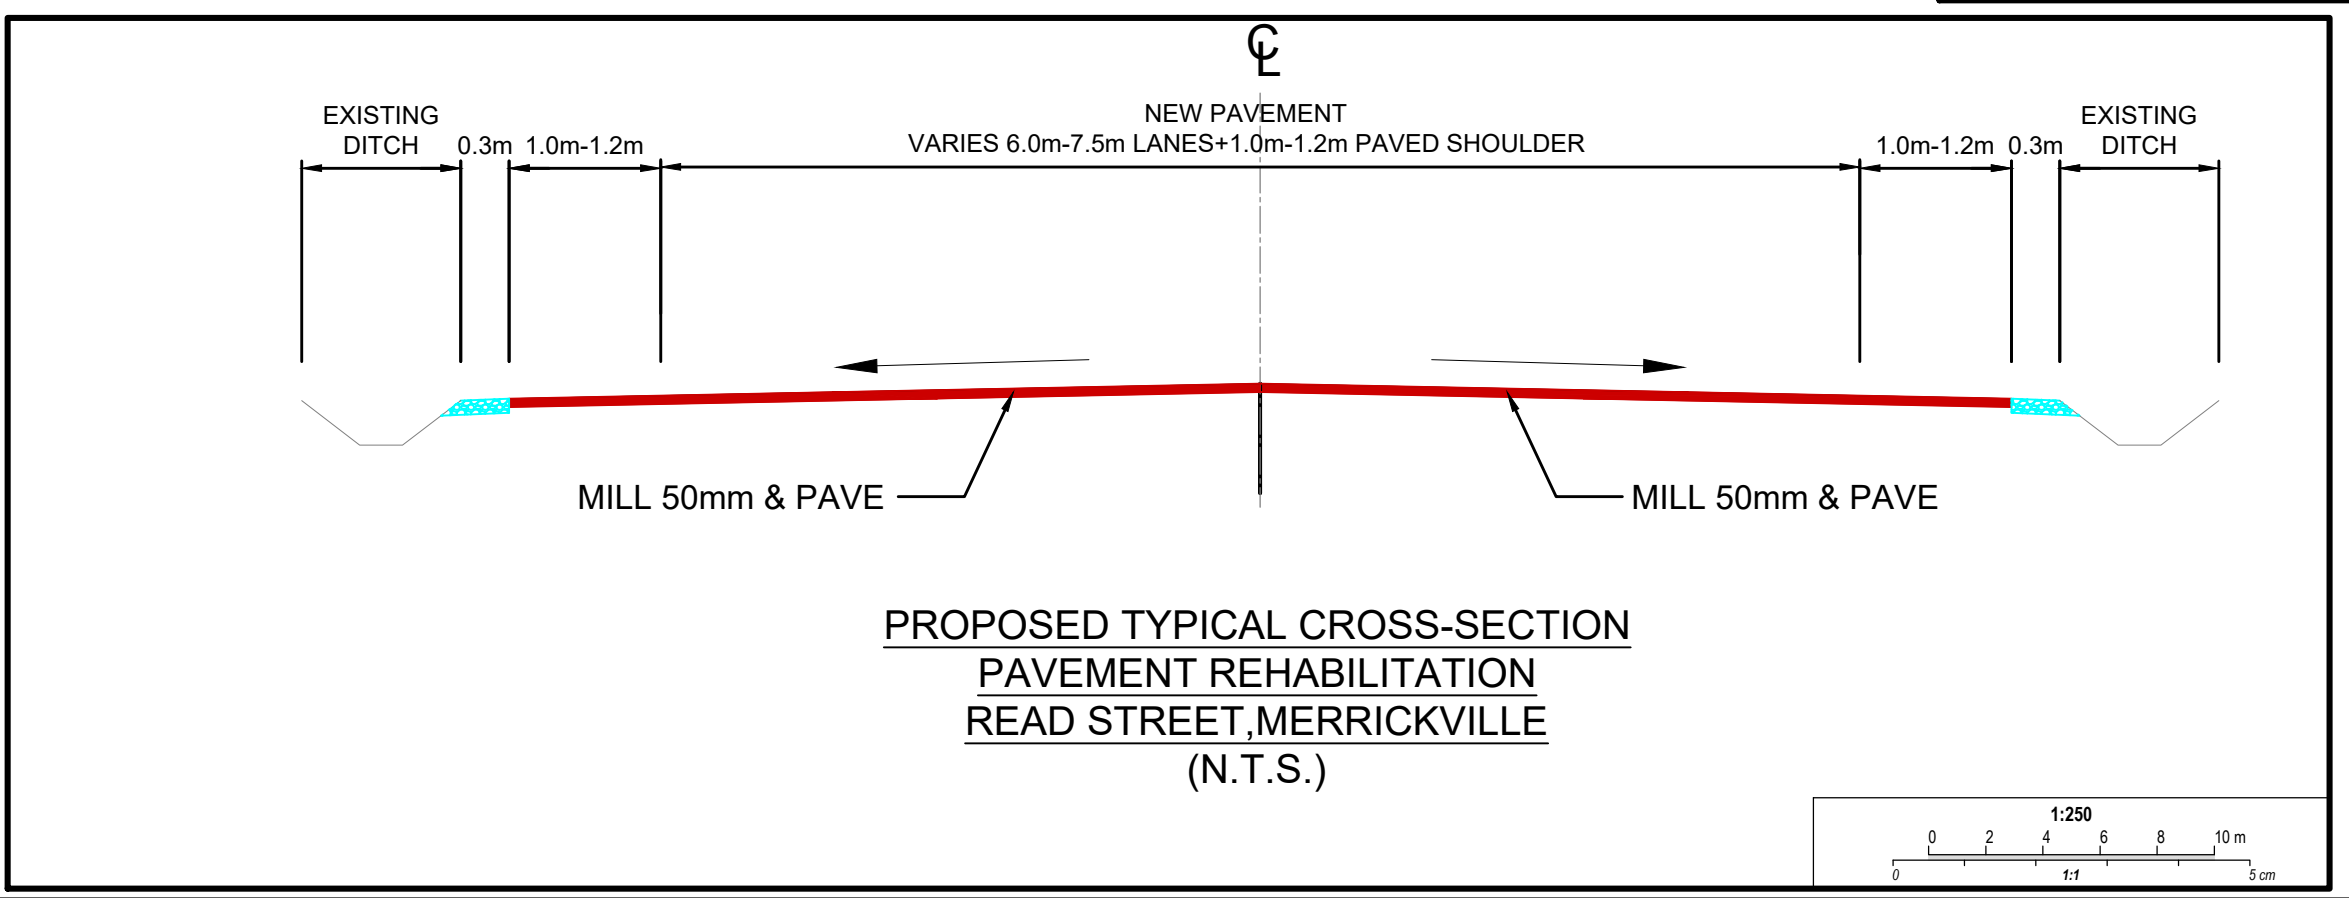 ℄
EXISTING
DITCH
0.3m
1.0m-1.2m
NEW PAVEMENT
VARIES 6.0m-7.5m LANES+1.0m-1.2m PAVED SHOULDER
1.0m-1.2m
0.3m
EXISTING
DITCH
MILL 50mm & PAVE
MILL 50mm & PAVE
PROPOSED TYPICAL CROSS-SECTION
PAVEMENT REHABILITATION
READ STREET,MERRICKVILLE
(N.T.S.)
1:250
0 2 4 6 8 10 m
0 1:1 5 cm